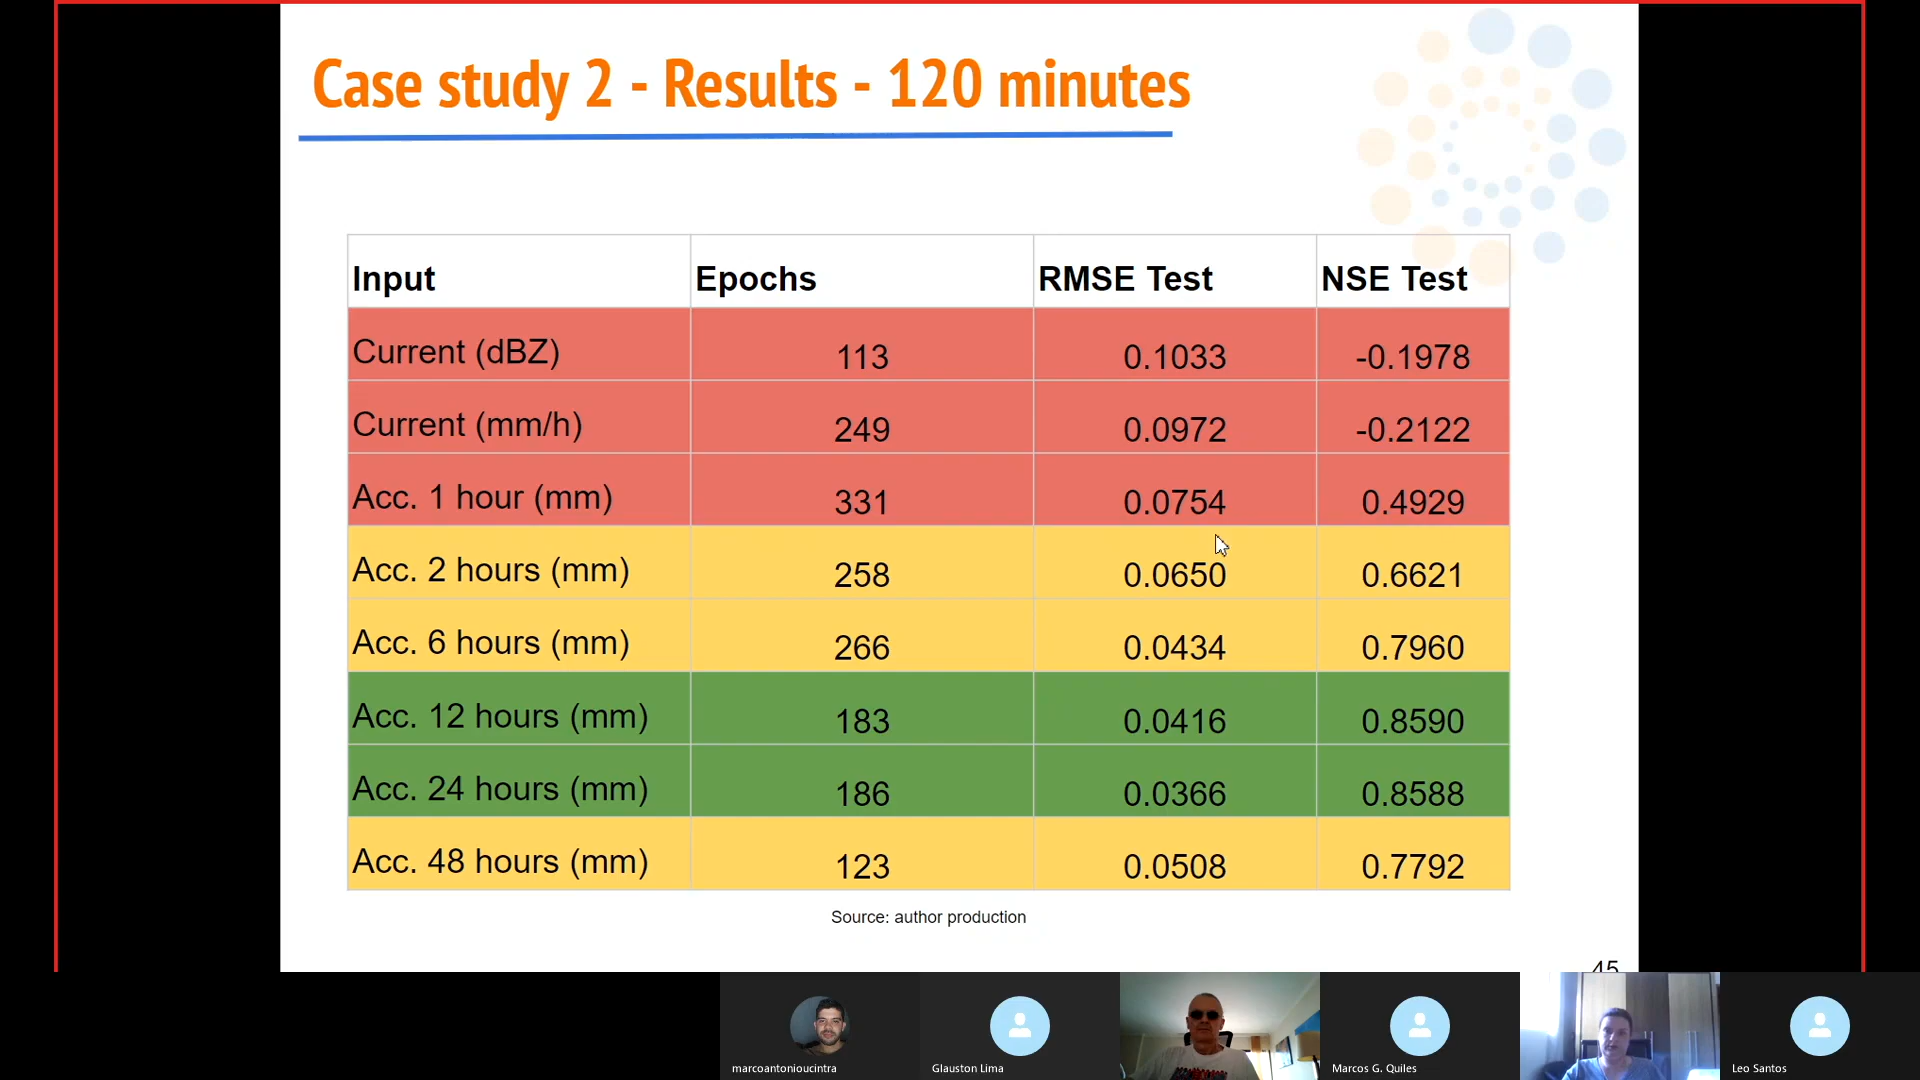 Case study 2 - Results - 120 minutes
Input Epochs RMSE Test NSE Test
Current (dBZ) 113 0.1033 -0.1978
Current (mm/h) 249 0.0972 -0.2122
Acc. 1 hour (mm) 331 0.0754 0.4929
Acc. 2 hours (mm) 258 0.0650 0.6621
Acc. 6 hours (mm) 266 0.0434 0.7960
Acc. 12 hours (mm) 183 0.0416 0.8590
Acc. 24 hours (mm) 186 0.0366 0.8588
Acc. 48 hours (mm) 123 0.0508 0.7792
Source: author production
45
marcoantonioucintra
Glauston Lima
Marcos G. Quiles
Leo Santos